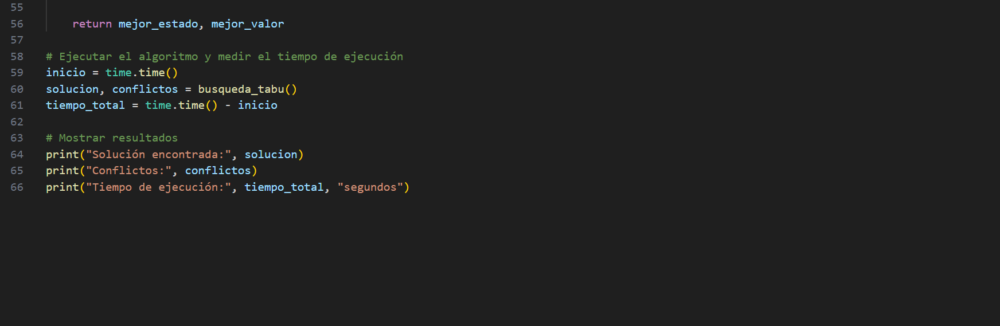 55
56     return mejor_estado, mejor_valor
57
58 # Ejecutar el algoritmo y medir el tiempo de ejecución
59 inicio = time.time()
60 solucion, conflictos = busqueda_tabu()
61 tiempo_total = time.time() - inicio
62
63 # Mostrar resultados
64 print("Solución encontrada:", solucion)
65 print("Conflictos:", conflictos)
66 print("Tiempo de ejecución:", tiempo_total, "segundos")